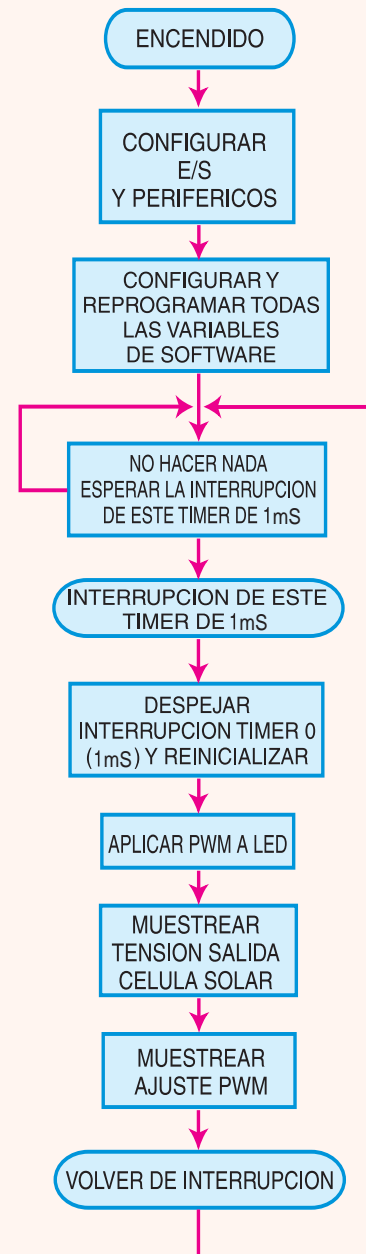 ENCENDIDO
CONFIGURAR
E/S
Y PERIFERICOS
CONFIGURAR Y
REPROGRAMAR TODAS
LAS VARIABLES
DE SOFTWARE
NO HACER NADA
ESPERAR LA INTERRUPCION
DE ESTE TIMER DE 1mS
INTERRUPCION DE ESTE
TIMER DE 1mS
DESPEJAR
INTERRUPCION TIMER 0
(1mS) Y REINICIALIZAR
APLICAR PWM A LED
MUESTREAR
TENSION SALIDA
CELULA SOLAR
MUESTREAR
AJUSTE PWM
VOLVER DE INTERRUPCION